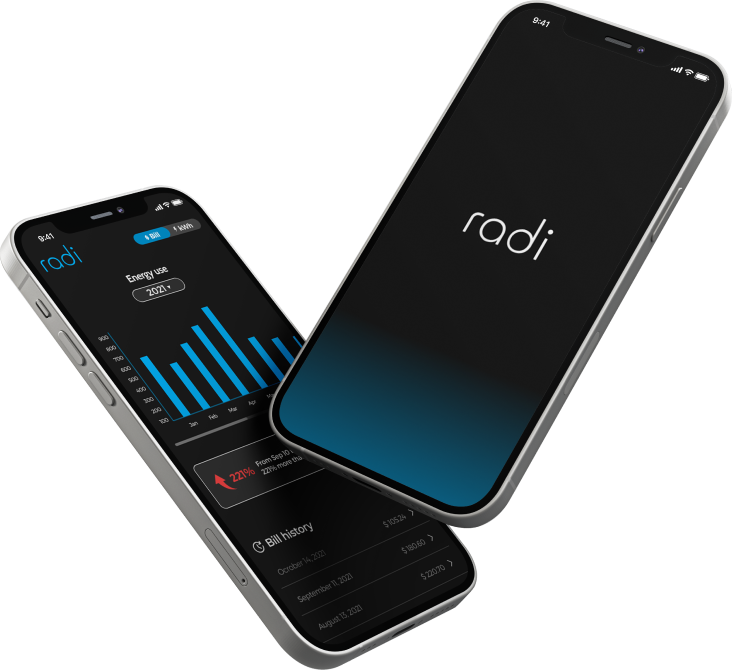 9:41
radi
9:41
radi
Bill
kWh
Energy use
2021
900
800
700
600
500
400
300
200
100
Jan
Feb
Mar
Apr
221%
From Sep 10
221% more tha
Bill history
October 14, 2021
$ 105.24
September 11, 2021
$ 180.60
August 13, 2021
$ 220.70